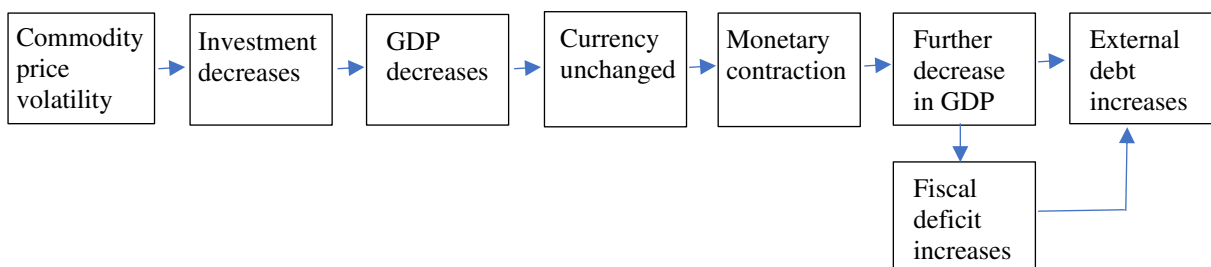 Commodity
price
volatility
Investment
decreases
GDP
decreases
Currency
unchanged
Monetary
contraction
Further
decrease
in GDP
External
debt
increases
Fiscal
deficit
increases